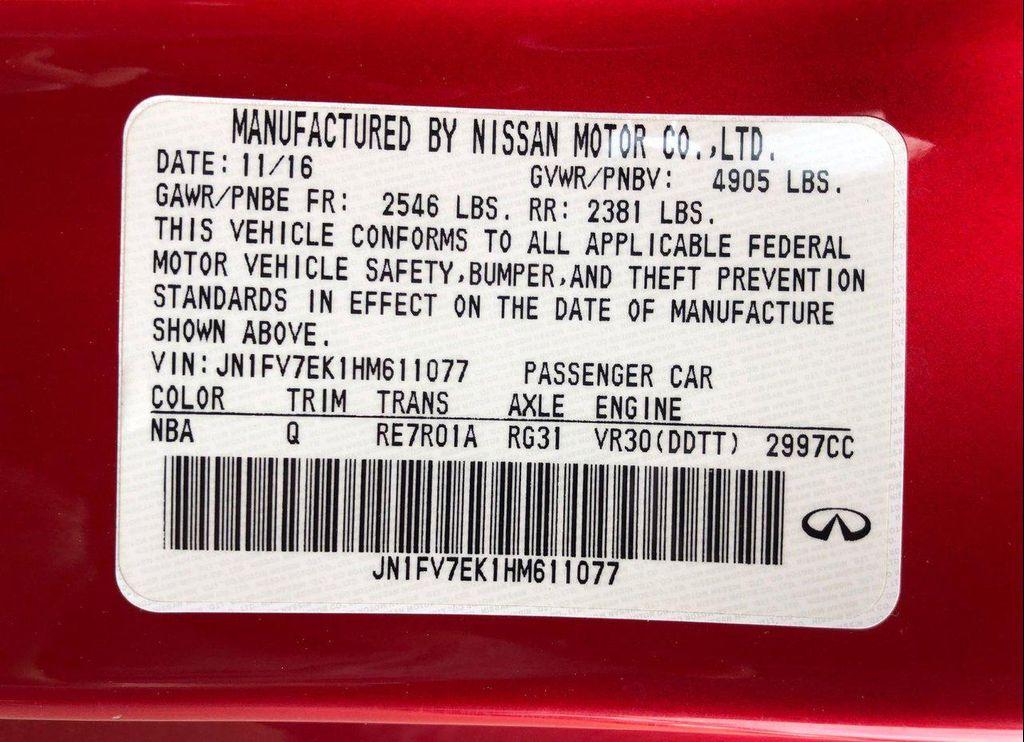 MANUFACTURED BY NISSAN MOTOR CO.,LTD.
DATE: 11/16 GVWR/PNBV: 4905 LBS.
GAWR/PNBE FR: 2546 LBS. RR: 2381 LBS.
THIS VEHICLE CONFORMS TO ALL APPLICABLE FEDERAL
MOTOR VEHICLE SAFETY,BUMPER,AND THEFT PREVENTION
STANDARDS IN EFFECT ON THE DATE OF MANUFACTURE
SHOWN ABOVE.
VIN: JN1FV7EK1HM611077 PASSENGER CAR
COLOR TRIM TRANS AXLE ENGINE
NBA Q RE7R01A RG31 VR30(DDTT) 2997CC
JN1FV7EK1HM611077